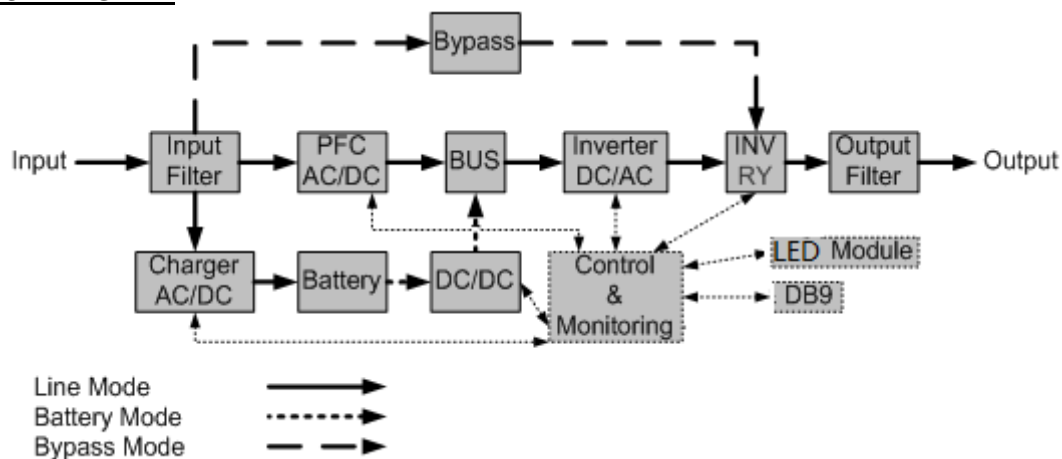 Bypass
Input
Input
Filter
PFC
AC/DC
BUS
Inverter
DC/AC
INV
RY
Output
Filter
Output
Charger
AC/DC
Battery
DC/DC
Control
&
Monitoring
LED Module
DB9
Line Mode
Battery Mode
Bypass Mode